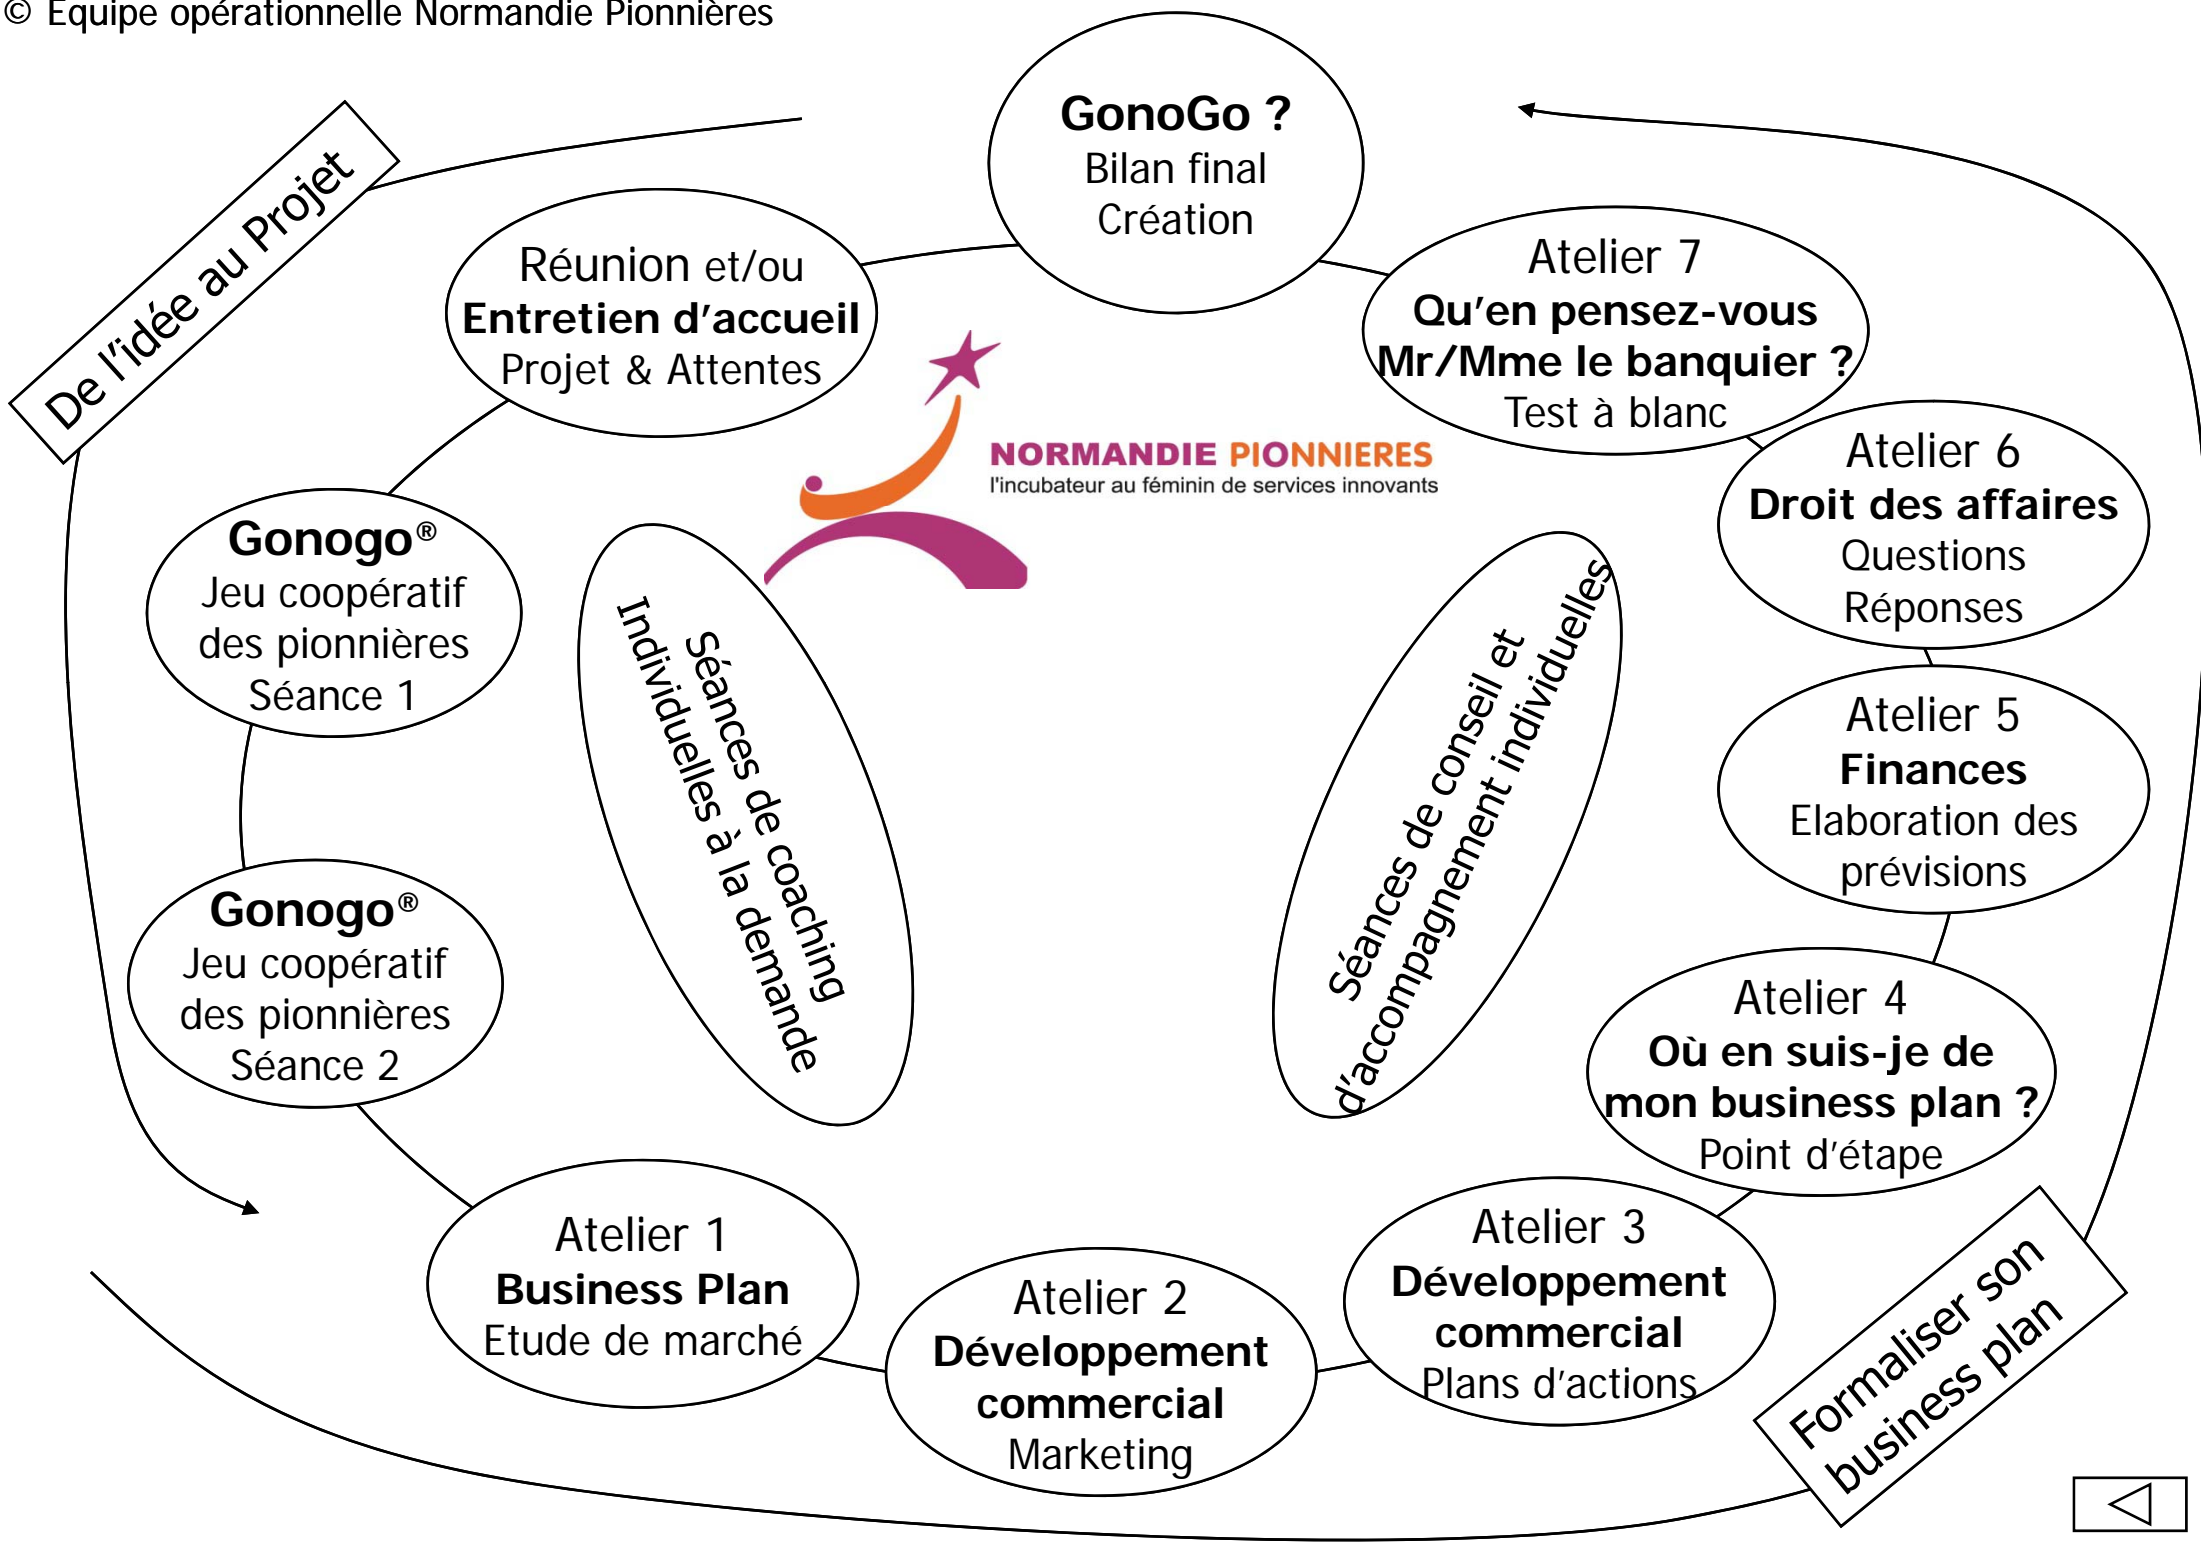 © Equipe opérationnelle Normandie Pionnières
GonoGo ?
Bilan final
Création
De l'idée au Projet
Réunion et/ou
Entretien d'accueil
Projet & Attentes
Gonogo®
Jeu coopératif
des pionnières
Séance 1
Gonogo®
Jeu coopératif
des pionnières
Séance 2
Atelier 1
Business Plan
Etude de marché
Atelier 2
Développement
commercial
Marketing
Atelier 3
Développement
commercial
Plans d'actions
Atelier 4
Où en suis-je de
mon business plan ?
Point d'étape
Atelier 5
Finances
Elaboration des
prévisions
Atelier 6
Droit des affaires
Questions
Réponses
Atelier 7
Qu'en pensez-vous
Mr/Mme le banquier ?
Test à blanc
NORMANDIE PIONNIERES
l'incubateur au féminin de services innovants
Séances de coaching
Individuelles à la demande
Séances de conseil et
d'accompagnement individuelles
Formaliser son
business plan